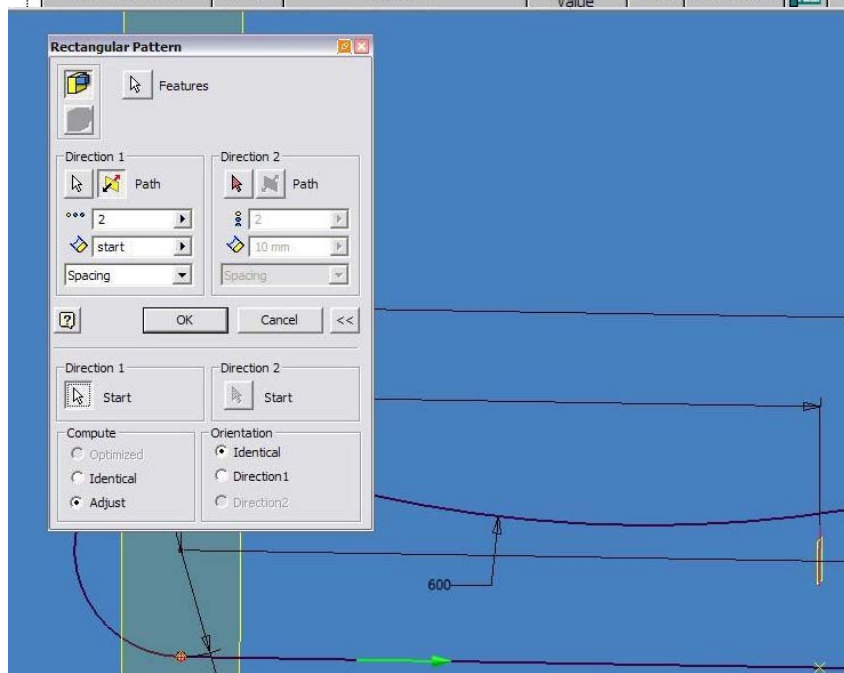 Value
Rectangular Pattern
Features
Direction 1
Direction 2
Path
Path
2
2
start
10 mm
Spacing
Spacing
OK
Cancel
<<
Direction 1
Direction 2
Start
Start
Compute
Orientation
Optimized
Identical
Identical
Direction1
Adjust
Direction2
600